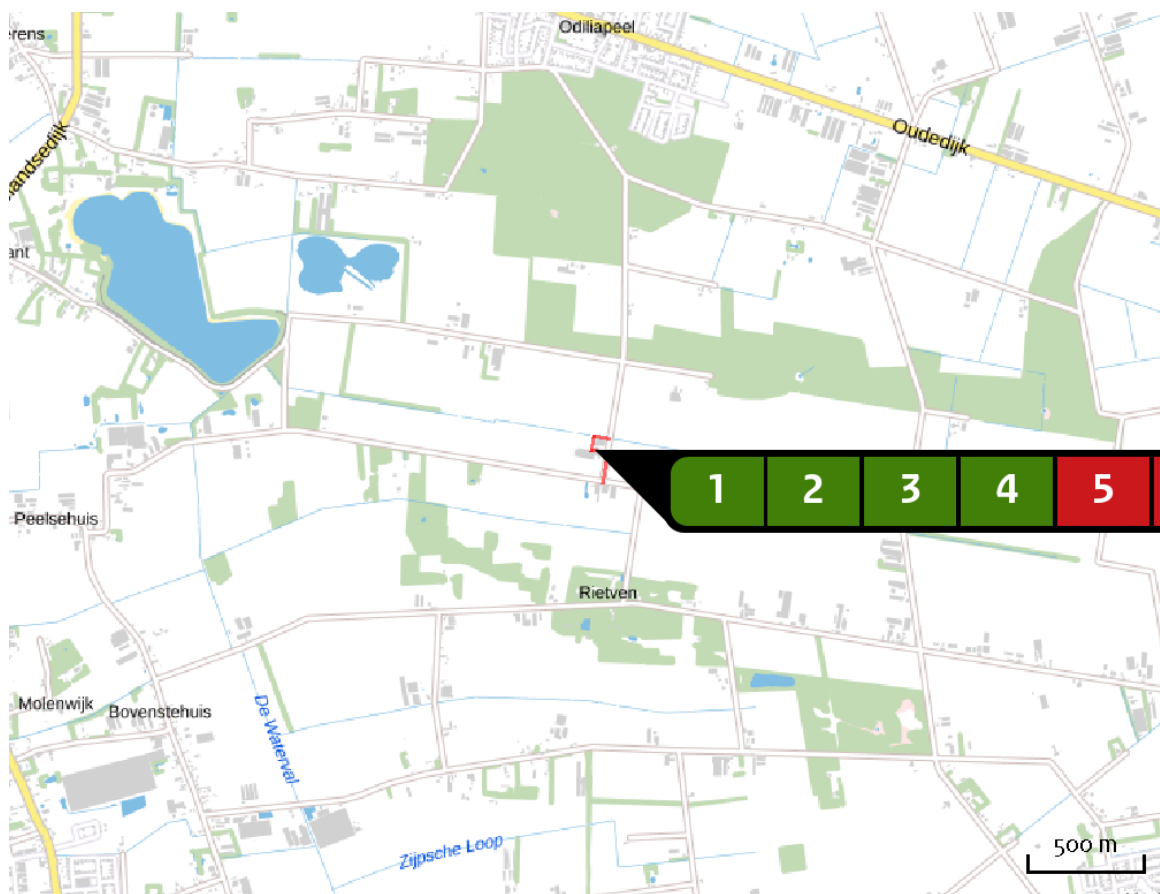 Odiliapeel
erens
Oudedijk
andsedijk
ant
1 2 3 4 5
Peelsehuis
Rietven
Molenwijk
Bovenstehuis
De Waterval
500 m
Zijpsche Loop